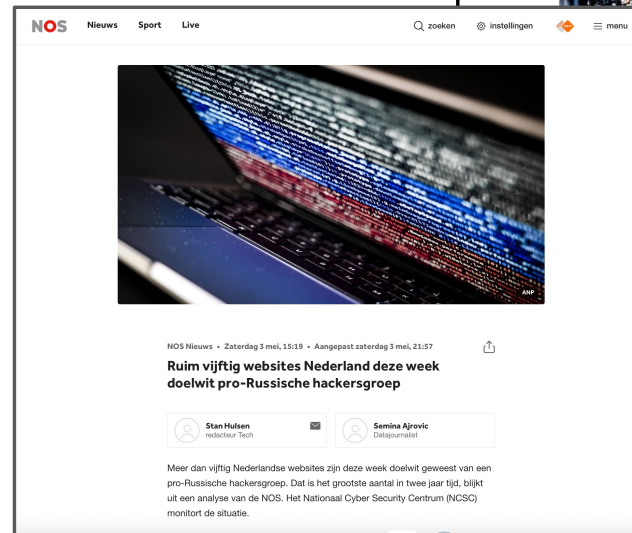 NOS Nieuws Sport Live zoeken instellingen menu
ANP
NOS Nieuws • Zaterdag 3 mei, 15:19 • Aangepast zaterdag 3 mei, 21:57
Ruim vijftig websites Nederland deze week
doelwit pro-Russische hackersgroep
Stan Hulsen
redacteur Tech
Semina Ajrovic
Datajournalist
Meer dan vijftig Nederlandse websites zijn deze week doelwit geweest van een
pro-Russische hackersgroep. Dat is het grootste aantal in twee jaar tijd, blijkt
uit een analyse van de NOS. Het Nationaal Cyber Security Centrum (NCSC)
monitort de situatie.